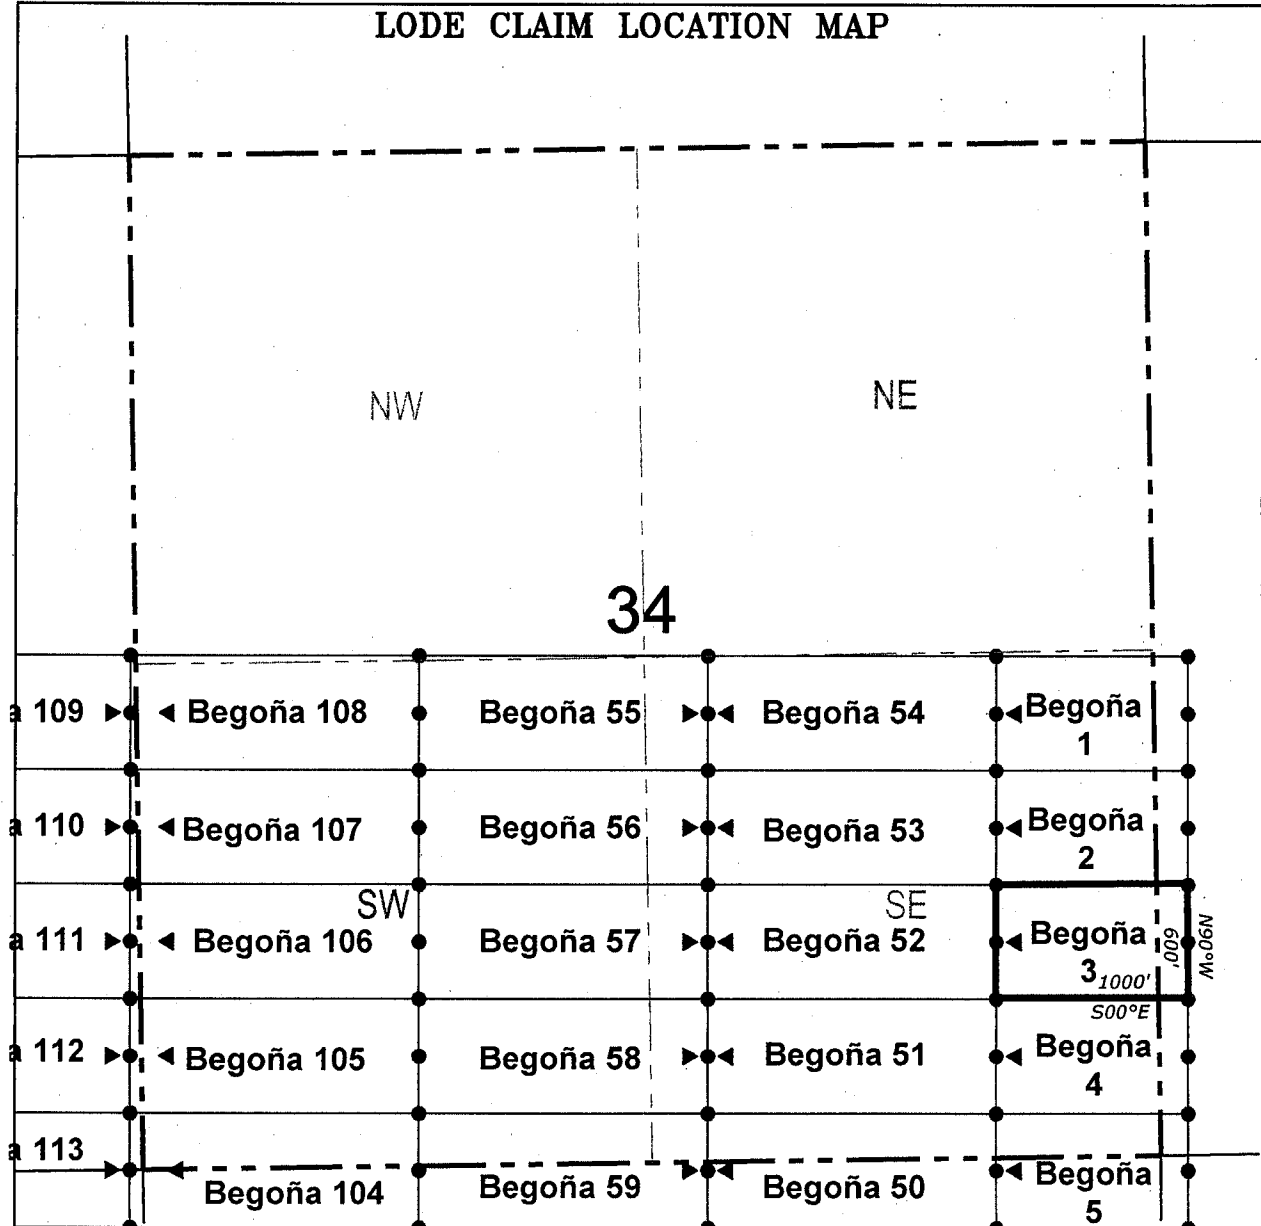 LODE CLAIM LOCATION MAP
NW
NE
34
a 109
Begoña 108
Begoña 55
Begoña 54
Begoña
1
a 110
Begoña 107
Begoña 56
Begoña 53
Begoña
2
SW
SE
a 111
Begoña 106
Begoña 57
Begoña 52
Begoña
3
1000'
600'
N90°W
S00°E
a 112
Begoña 105
Begoña 58
Begoña 51
Begoña
4
a 113
Begoña 104
Begoña 59
Begoña 50
Begoña
5